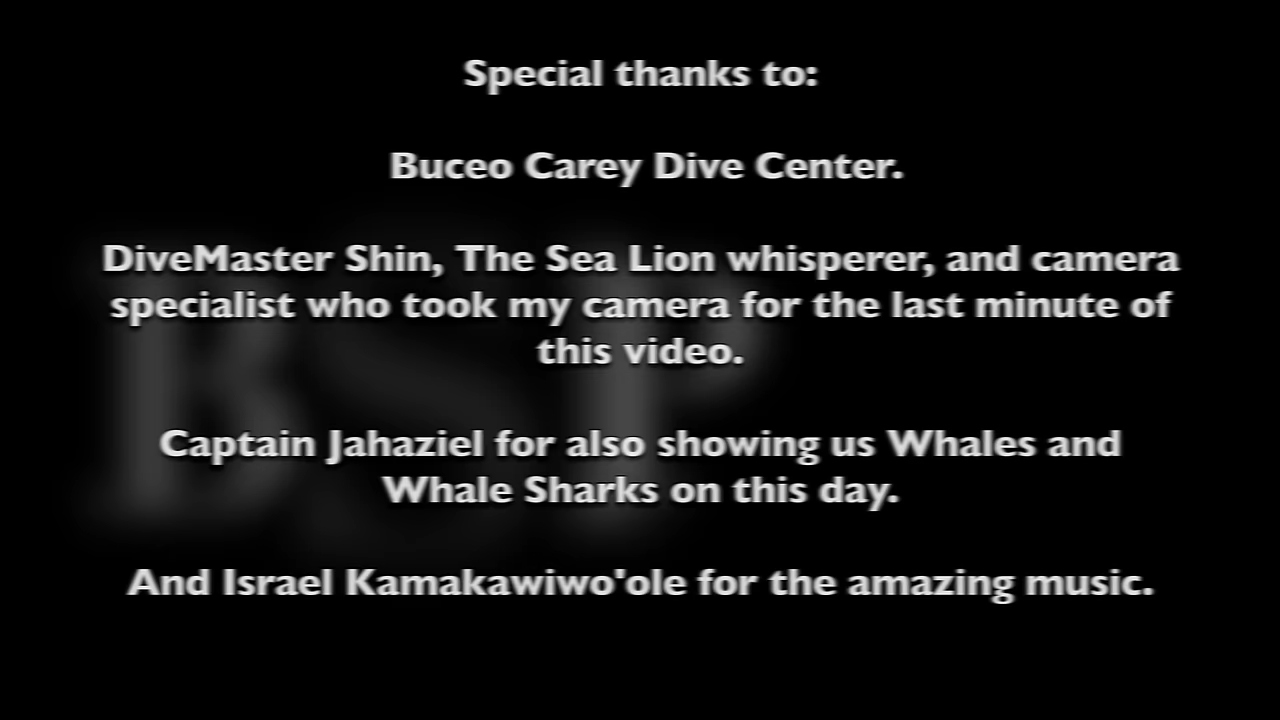 Special thanks to:
Buceo Carey Dive Center.
DiveMaster Shin, The Sea Lion whisperer, and camera
specialist who took my camera for the last minute of
this video.
Captain Jahaziel for also showing us Whales and
Whale Sharks on this day.
And Israel Kamakawiwo'ole for the amazing music.